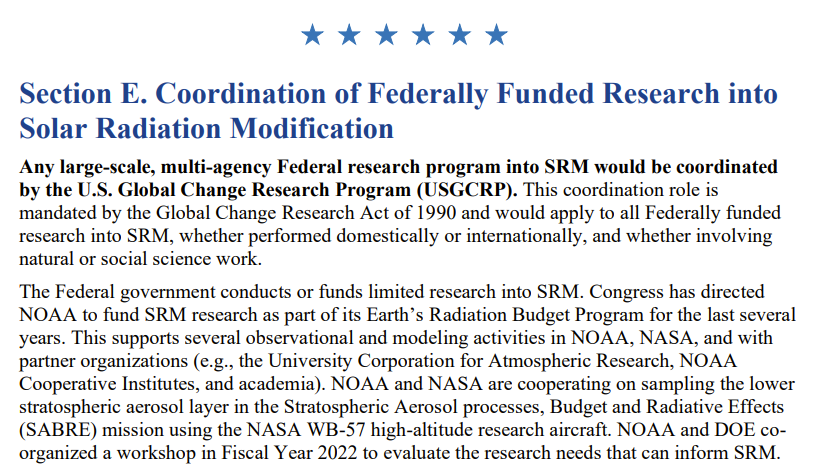 Section E. Coordination of Federally Funded Research into
Solar Radiation Modification
Any large-scale, multi-agency Federal research program into SRM would be coordinated
by the U.S. Global Change Research Program (USGCRP). This coordination role is
mandated by the Global Change Research Act of 1990 and would apply to all Federally funded
research into SRM, whether performed domestically or internationally, and whether involving
natural or social science work.
The Federal government conducts or funds limited research into SRM. Congress has directed
NOAA to fund SRM research as part of its Earth’s Radiation Budget Program for the last several
years. This supports several observational and modeling activities in NOAA, NASA, and with
partner organizations (e.g., the University Corporation for Atmospheric Research, NOAA
Cooperative Institutes, and academia). NOAA and NASA are cooperating on sampling the lower
stratospheric aerosol layer in the Stratospheric Aerosol processes, Budget and Radiative Effects
(SABRE) mission using the NASA WB-57 high-altitude research aircraft. NOAA and DOE co-
organized a workshop in Fiscal Year 2022 to evaluate the research needs that can inform SRM.